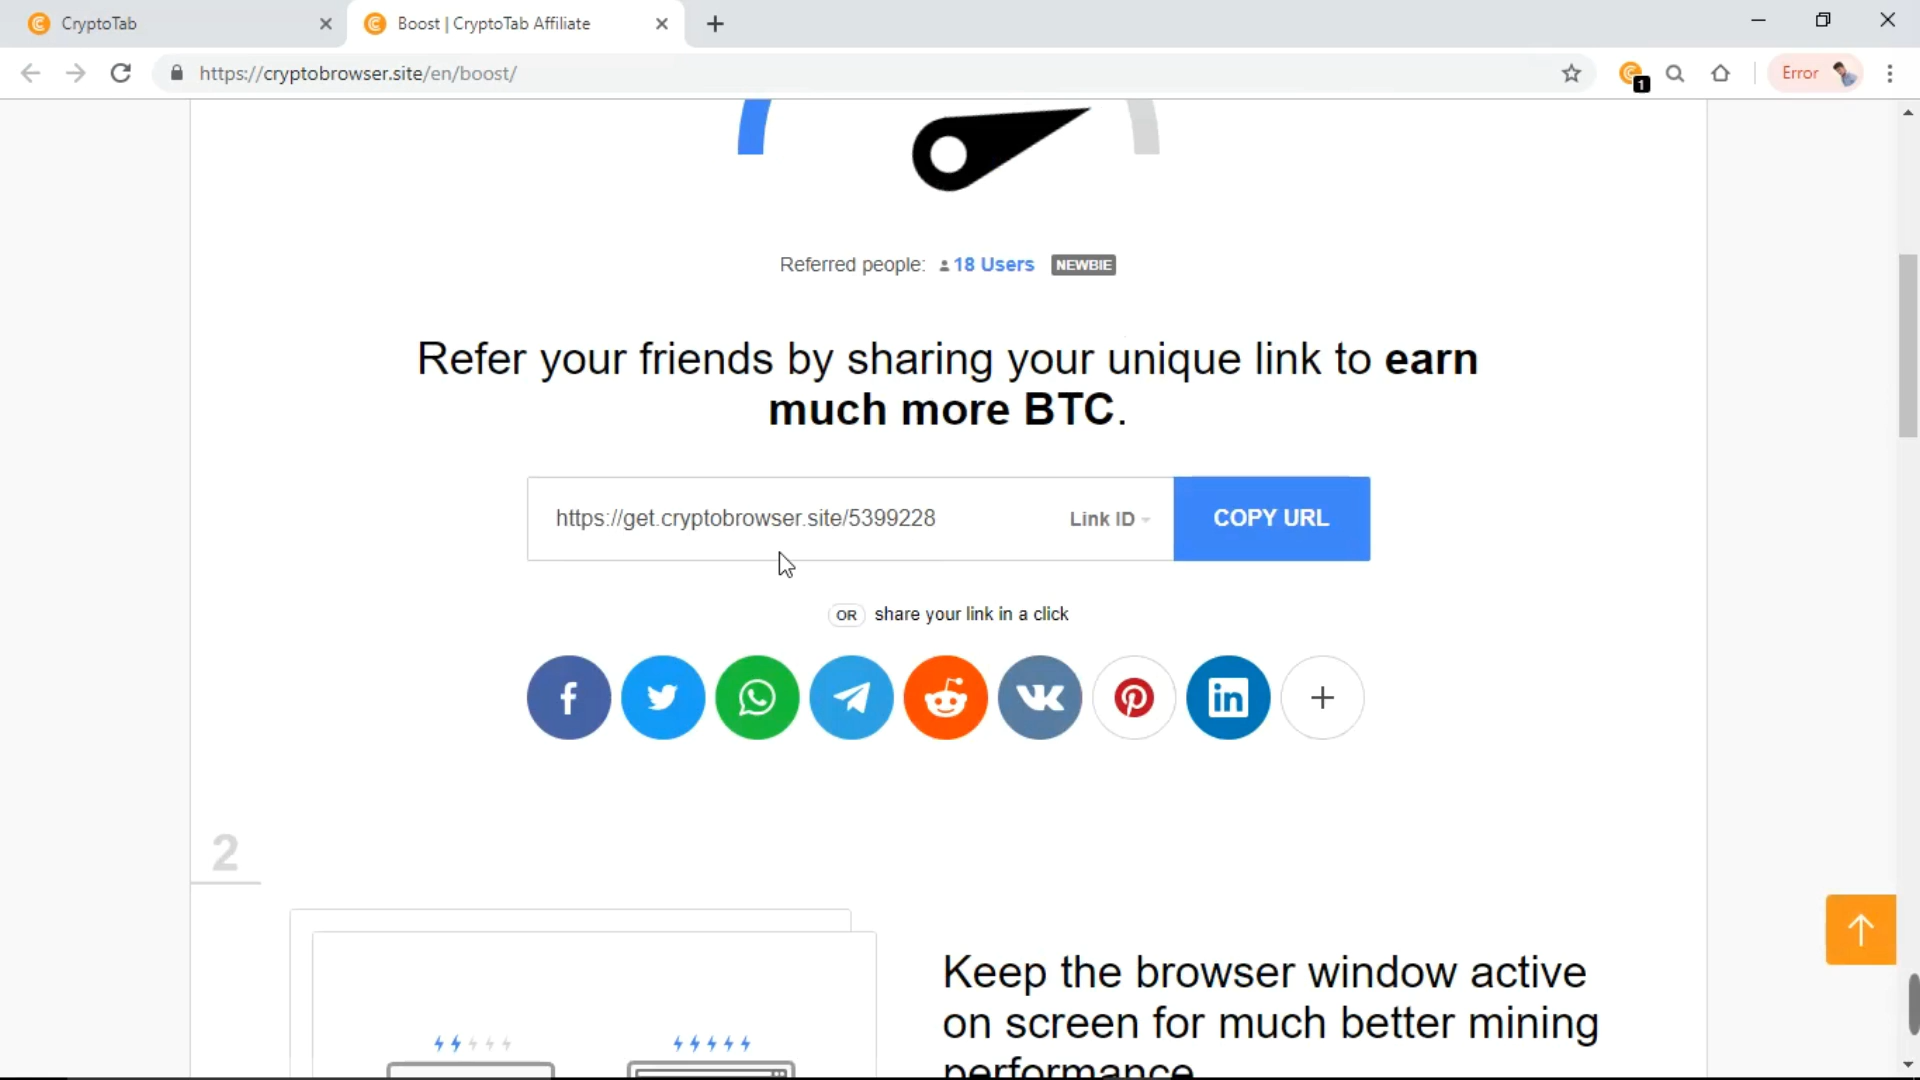 CryptoTab
Boost | CryptoTab Affiliate
https://cryptobrowser.site/en/boost/
1
Error
Referred people: 18 Users NEWBIE
Refer your friends by sharing your unique link to earn
much more BTC.
https://get.cryptobrowser.site/5399228
Link ID
COPY URL
OR share your link in a click
2
Keep the browser window active
on screen for much better mining
performance